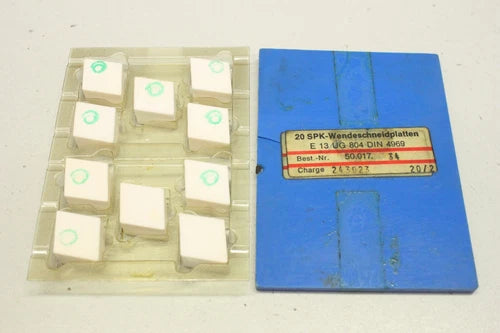 20 SPK-Wendeschneidplatten
E 13 UG 804 DIN 4969
Best.-Nr. 50.017. 34
Charge 243023 20/2